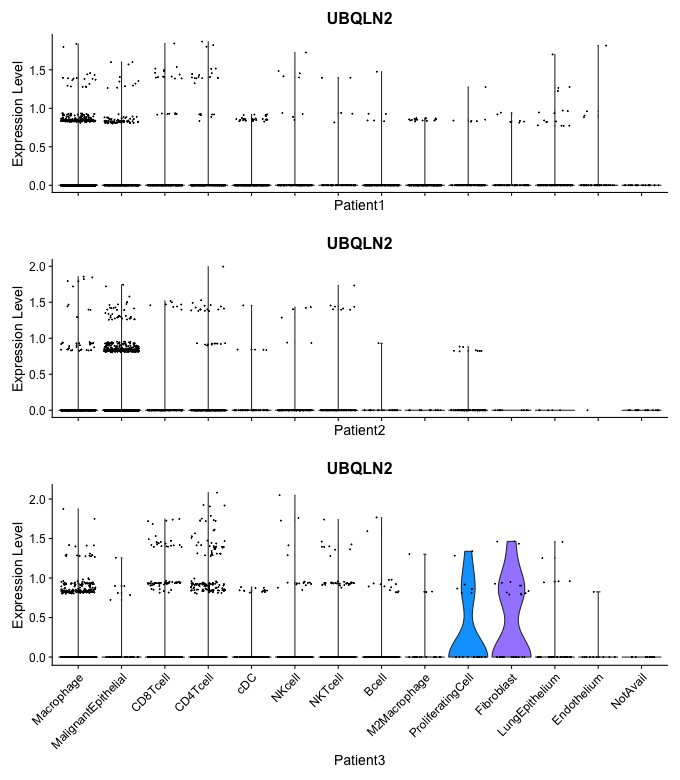 UBQLN2
Expression Level
1.5
1.0
0.5
0.0
Patient1
UBQLN2
Expression Level
2.0
1.5
1.0
0.5
0.0
Patient2
UBQLN2
Expression Level
2.0
1.5
1.0
0.5
0.0
Macrophage
MalignantEpithelial
CD8Tcell
CD4Tcell
cDC
NKcell
NKTcell
Bcell
M2Macrophage
ProliferatingCell
Fibroblast
LungEpithelium
Endothelium
NotAvail
Patient3